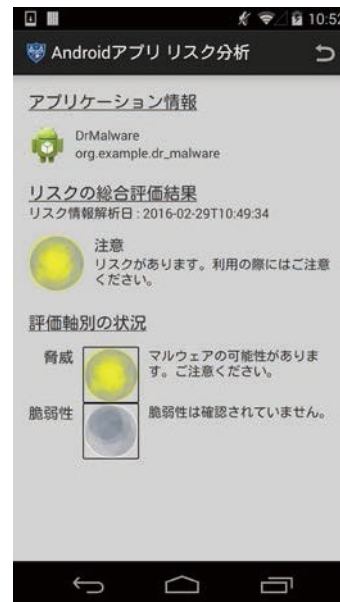 10:52
Androidアプリ リスク分析
アプリケーション情報
DrMalware
org.example.dr_malware
リスクの総合評価結果
リスク情報解析日 : 2016-02-29T10:49:34
注意
リスクがあります。利用の際にはご注意
ください。
評価軸別の状況
脅威
マルウェアの可能性がありま
す。ご注意ください。
脆弱性
脆弱性は確認されていません。